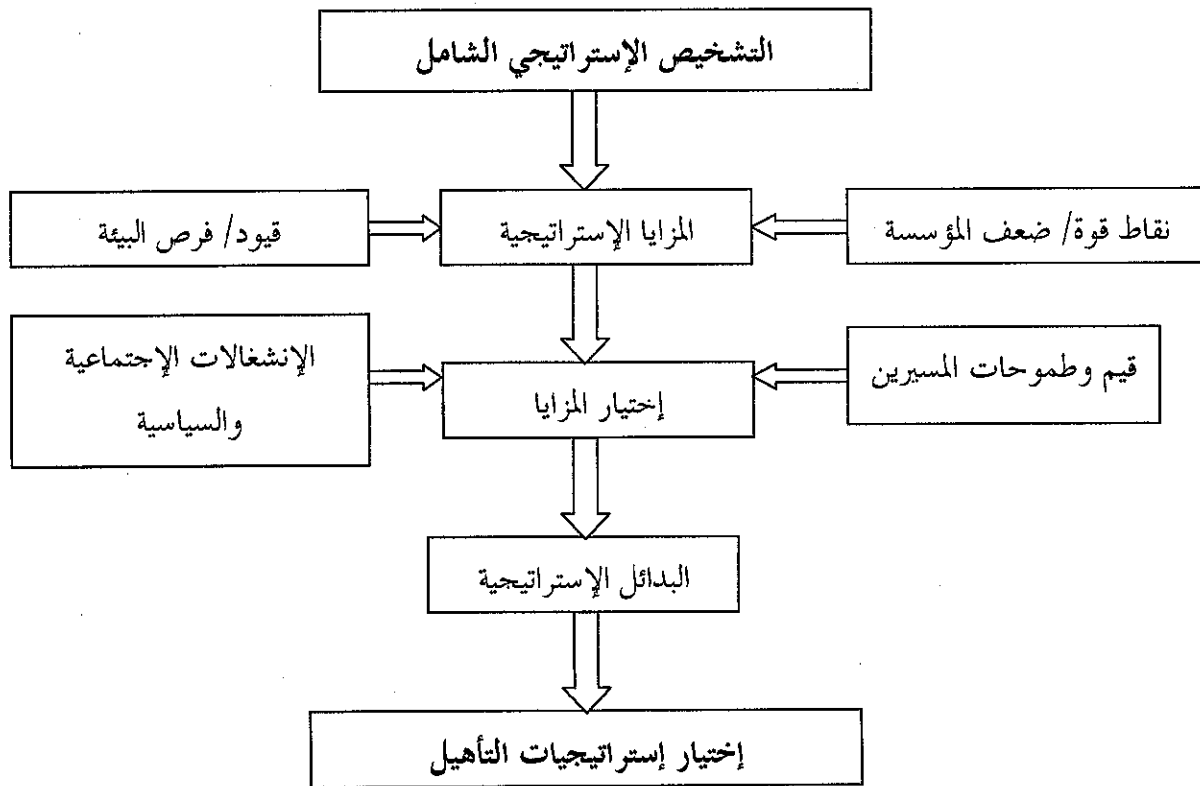 التشخيص الإستراتيجي الشامل
نقاط قوة/ ضعف المؤسسة
المزايا الإستراتيجية
قيود/ فرص البيئة
قيم وطموحات المسيرين
إختيار المزايا
الإنشغالات الإجتماعية
والسياسية
البدائل الإستراتيجية
إختيار إستراتيجيات التأهيل